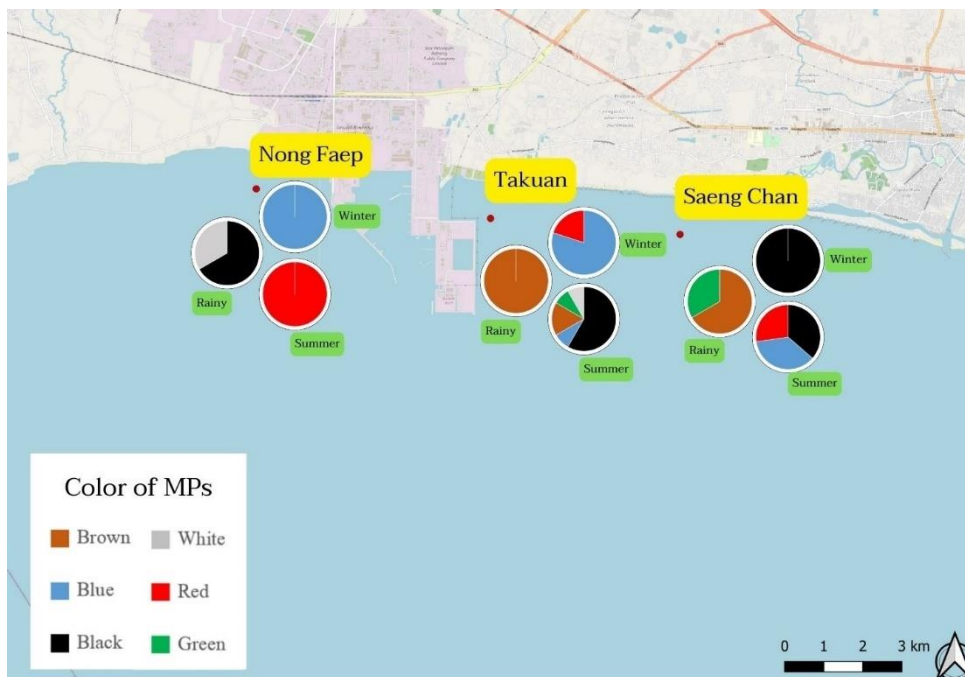 Nong Faep
Winter
Rainy
Summer
Takuan
Winter
Rainy
Summer
Saeng Chan
Winter
Rainy
Summer
Color of MPs
Brown
White
Blue
Red
Black
Green
0 1 2 3 km